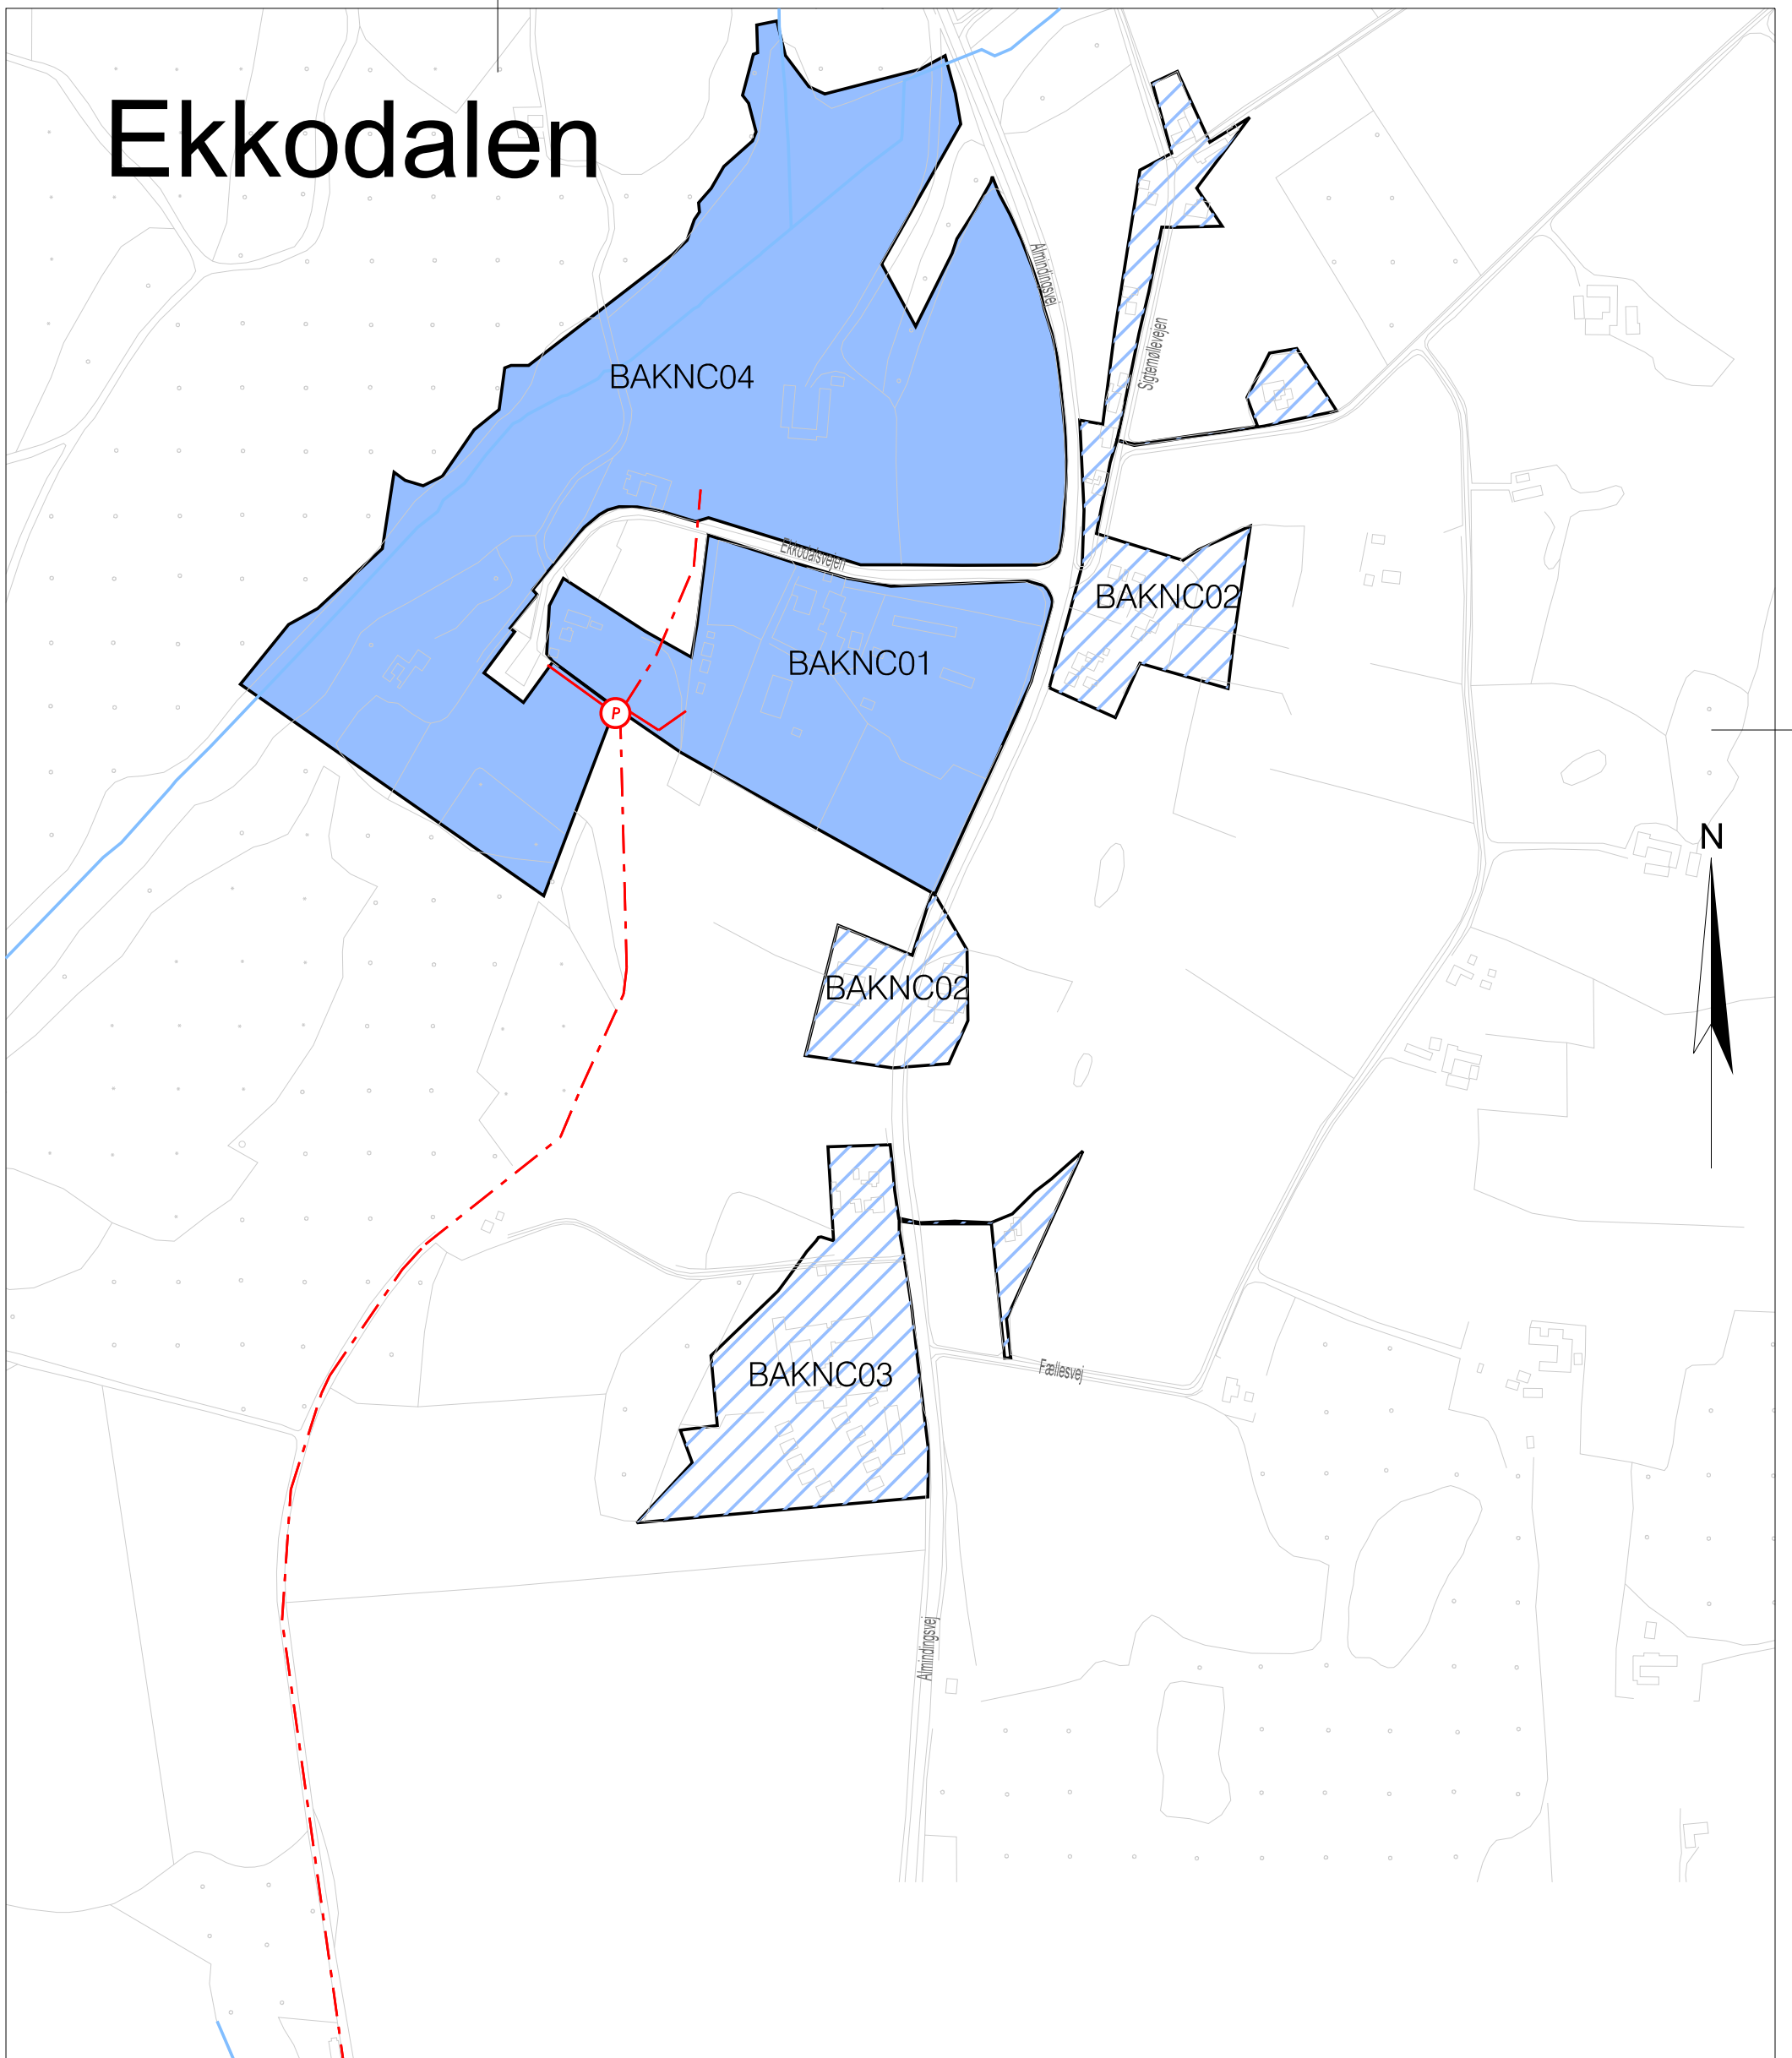 Ekkodalen
Almindingsvej
Sigtemøllevejen
BAKNC04
Ekkodalsvejen
BAKNC02
BAKNC01
P
N
BAKNC02
BAKNC03
Fællesvej
Almindingsvej